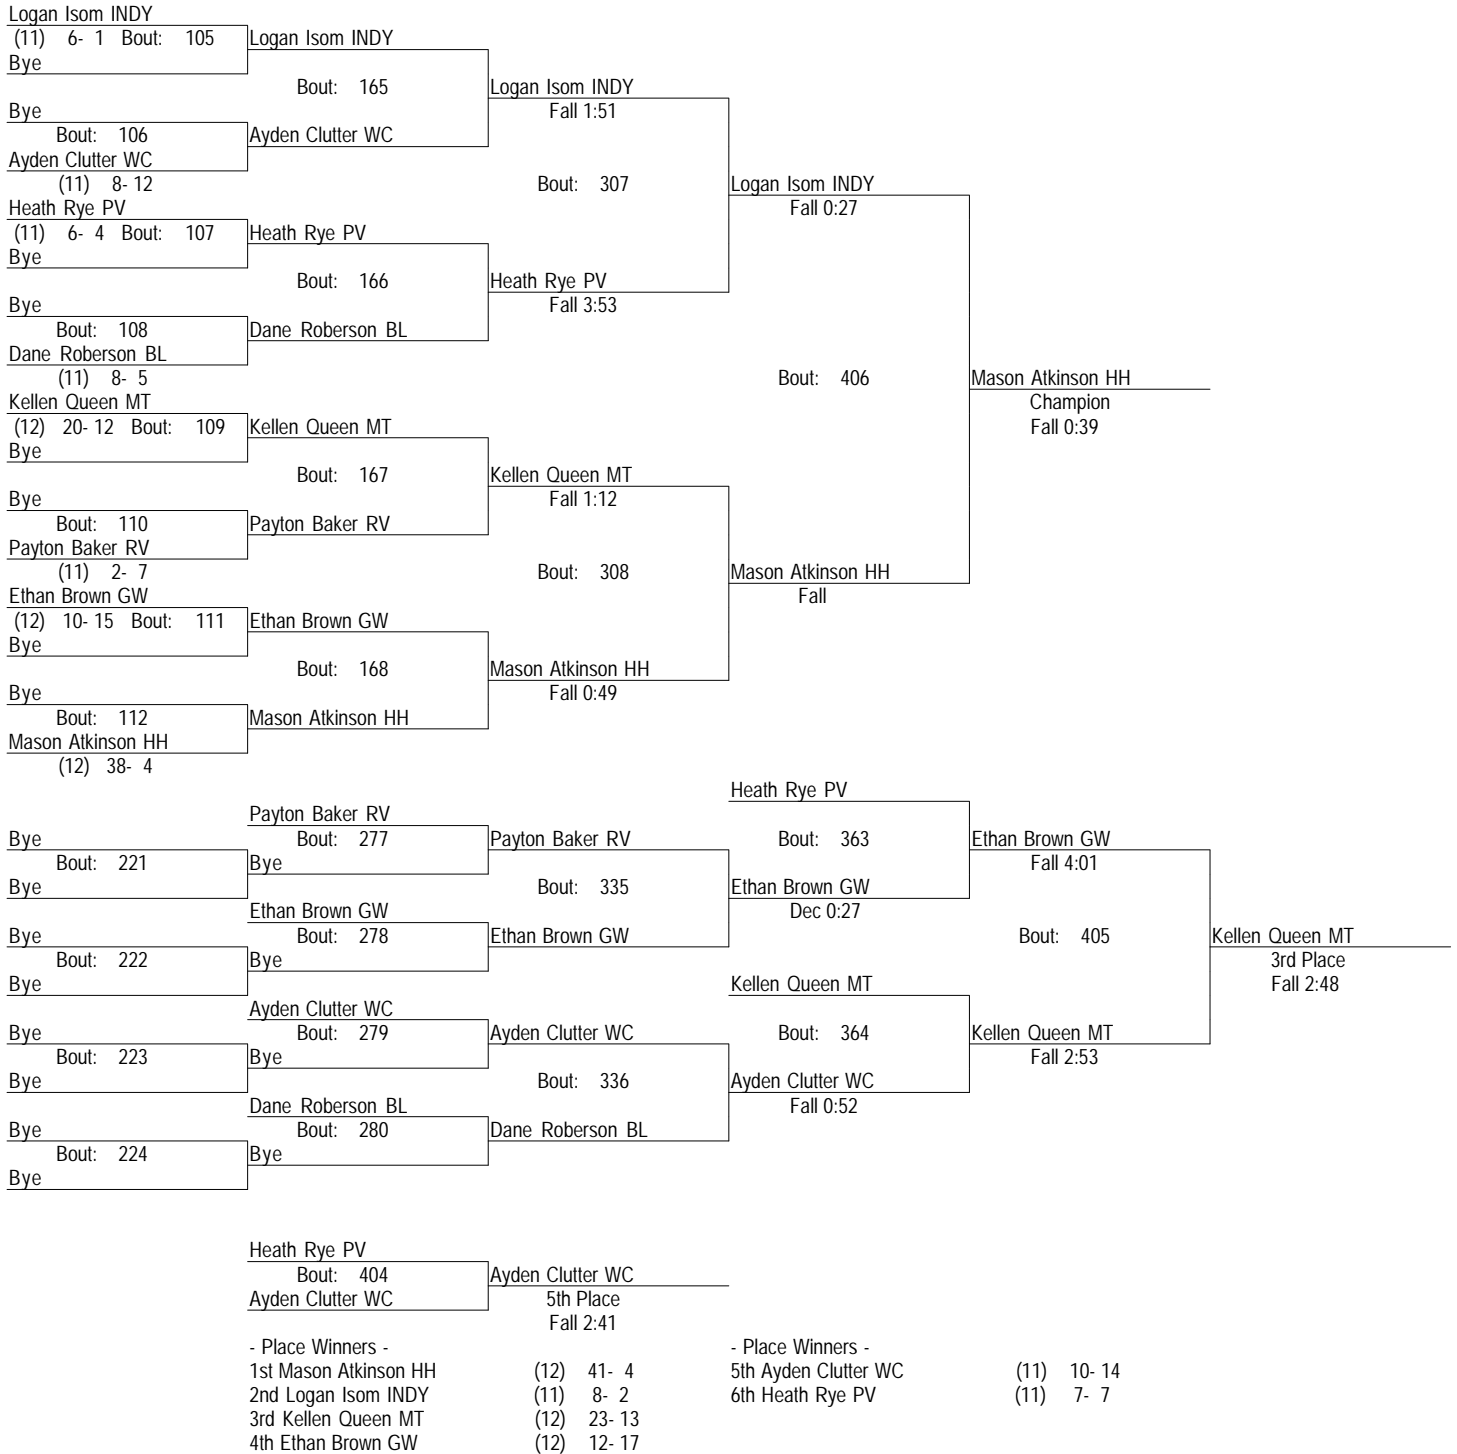 Logan Isom INDY
(11) 6- 1 Bout: 105 Logan Isom INDY
Bye
Bout: 165 Logan Isom INDY
Bye Fall 1:51
Bout: 106 Ayden Clutter WC
Ayden Clutter WC
(11) 8- 12 Bout: 307 Logan Isom INDY
Heath Rye PV Fall 0:27
(11) 6- 4 Bout: 107 Heath Rye PV
Bye
Bout: 166 Heath Rye PV
Bye Fall 3:53
Bout: 108 Dane Roberson BL
Dane Roberson BL
(11) 8- 5 Bout: 406 Mason Atkinson HH
Kellen Queen MT Champion
(12) 20- 12 Bout: 109 Kellen Queen MT Fall 0:39
Bye
Bout: 167 Kellen Queen MT
Bye Fall 1:12
Bout: 110 Payton Baker RV
Payton Baker RV
(11) 2- 7 Bout: 308 Mason Atkinson HH
Ethan Brown GW Fall
(12) 10- 15 Bout: 111 Ethan Brown GW
Bye
Bout: 168 Mason Atkinson HH
Bye Fall 0:49
Bout: 112 Mason Atkinson HH
Mason Atkinson HH
(12) 38- 4
Heath Rye PV
Payton Baker RV
Bye Bout: 277 Payton Baker RV Bout: 363 Ethan Brown GW
Bout: 221 Bye Fall 4:01
Bye Bout: 335 Ethan Brown GW
Ethan Brown GW Dec 0:27
Bye Bout: 278 Ethan Brown GW Bout: 405 Kellen Queen MT
Bout: 222 Bye 3rd Place
Bye Kellen Queen MT Fall 2:48
Ayden Clutter WC
Bye Bout: 279 Ayden Clutter WC Bout: 364 Kellen Queen MT
Bout: 223 Bye Fall 2:53
Bye Bout: 336 Ayden Clutter WC
Dane Roberson BL Fall 0:52
Bye Bout: 280 Dane Roberson BL
Bout: 224 Bye
Bye
Heath Rye PV
Bout: 404 Ayden Clutter WC
Ayden Clutter WC 5th Place
Fall 2:41
- Place Winners - - Place Winners -
1st Mason Atkinson HH (12) 41- 4 5th Ayden Clutter WC (11) 10- 14
2nd Logan Isom INDY (11) 8- 2 6th Heath Rye PV (11) 7- 7
3rd Kellen Queen MT (12) 23- 13
4th Ethan Brown GW (12) 12- 17